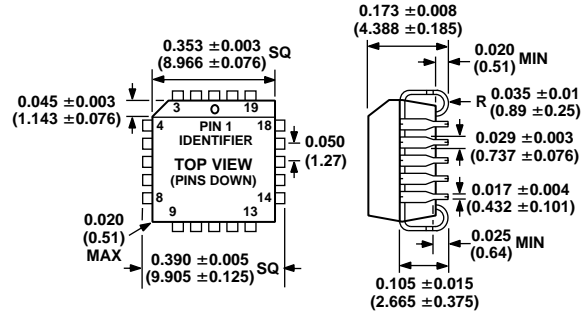 0.173 ±0.008
(4.388 ±0.185)
0.353 ±0.003
(8.966 ±0.076) SQ
0.020
(0.51) MIN
0.045 ±0.003
(1.143 ±0.076)
3
19
R 0.035 ±0.01
(0.89 ±0.25)
4
PIN 1
IDENTIFIER
18
0.050
(1.27)
0.029 ±0.003
(0.737 ±0.076)
TOP VIEW
(PINS DOWN)
8
14
0.017 ±0.004
(0.432 ±0.101)
9
13
0.020
(0.51)
MAX
0.025
(0.64) MIN
0.390 ±0.005
(9.905 ±0.125) SQ
0.105 ±0.015
(2.665 ±0.375)